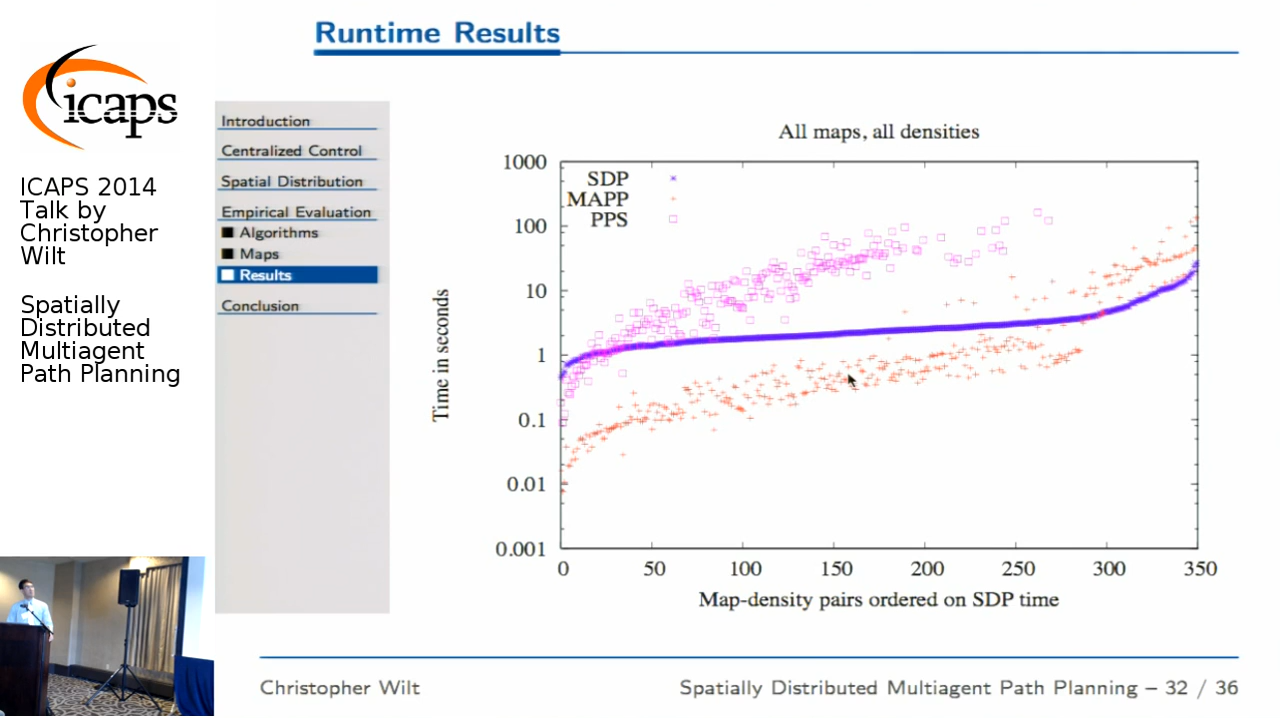 Runtime Results
icaps
ICAPS 2014
Talk by
Christopher
Wilt
Spatially
Distributed
Multiagent
Path Planning
Introduction
Centralized Control
Spatial Distribution
Empirical Evaluation
Algorithms
Maps
Results
Conclusion
All maps, all densities
SDP
MAPP
PPS
Time in seconds
1000
100
10
1
0.1
0.01
0.001
0
50
100
150
200
250
300
350
Map-density pairs ordered on SDP time
Christopher Wilt
Spatially Distributed Multiagent Path Planning – 32 / 36